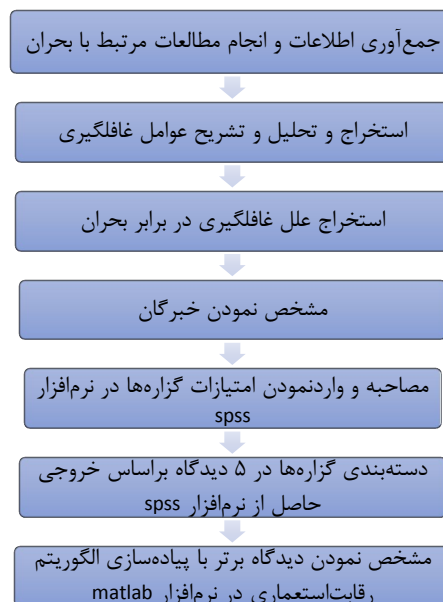 جمع‌آوری اطلاعات و انجام مطالعات مرتبط با بحران
استخراج و تحلیل و تشریح عوامل غافلگیری
استخراج علل غافلگیری در برابر بحران
مشخص نمودن خبرگان
مصاحبه و واردنمودن امتیازات گزاره‌ها در نرم‌افزار
spss
دسته‌بندی گزاره‌ها در ۵ دیدگاه براساس خروجی
حاصل از نرم‌افزار spss
مشخص نمودن دیدگاه برتر با پیاده‌سازی الگوریتم
رقابت‌استعماری در نرم‌افزار matlab